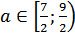 a ∈ [7/2; 9/2)